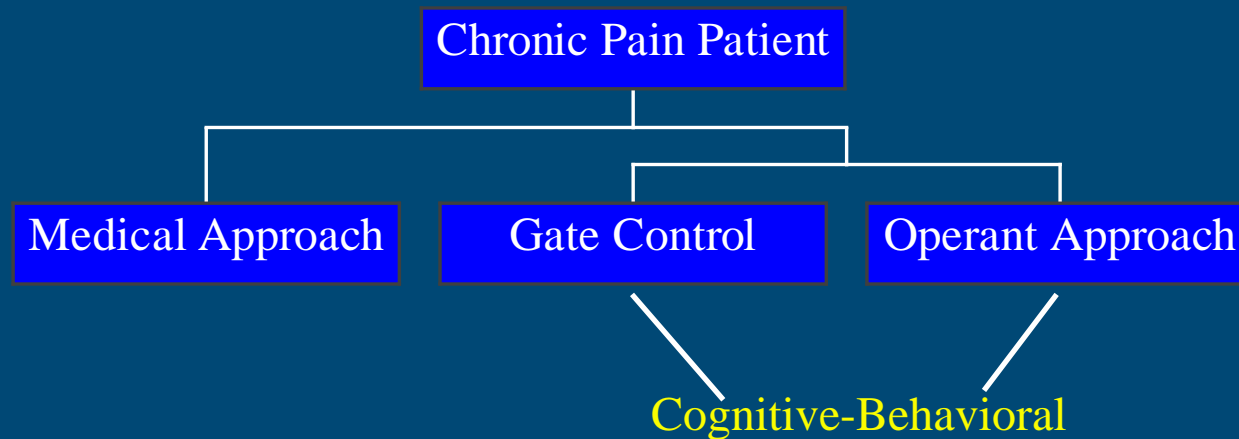 Chronic Pain Patient
Medical Approach
Gate Control
Operant Approach
Cognitive-Behavioral